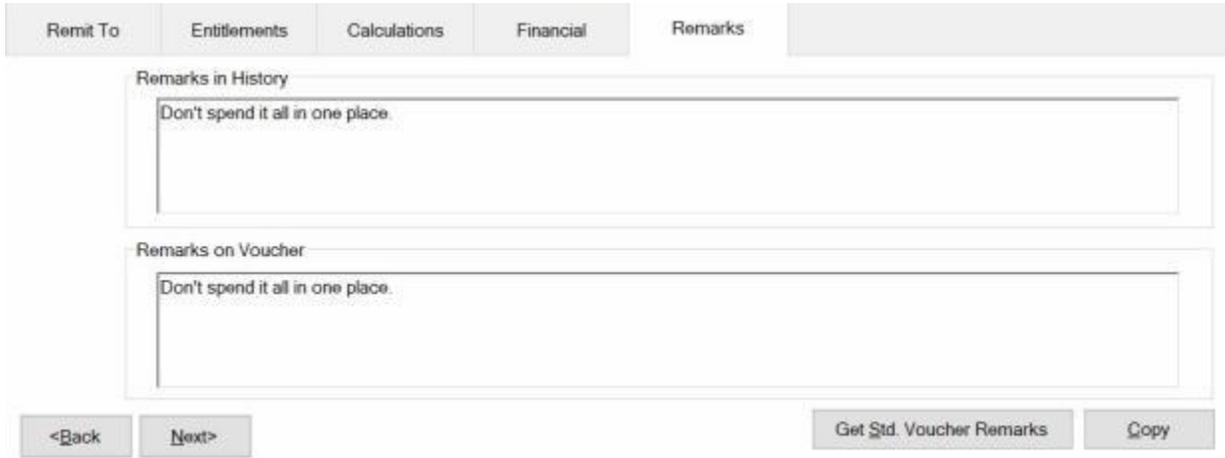 Remit To Entitlements Calculations Financial Remarks
Remarks in History
Don't spend it all in one place.
Remarks on Voucher
Don't spend it all in one place.
<Back Next> Get Std. Voucher Remarks Copy